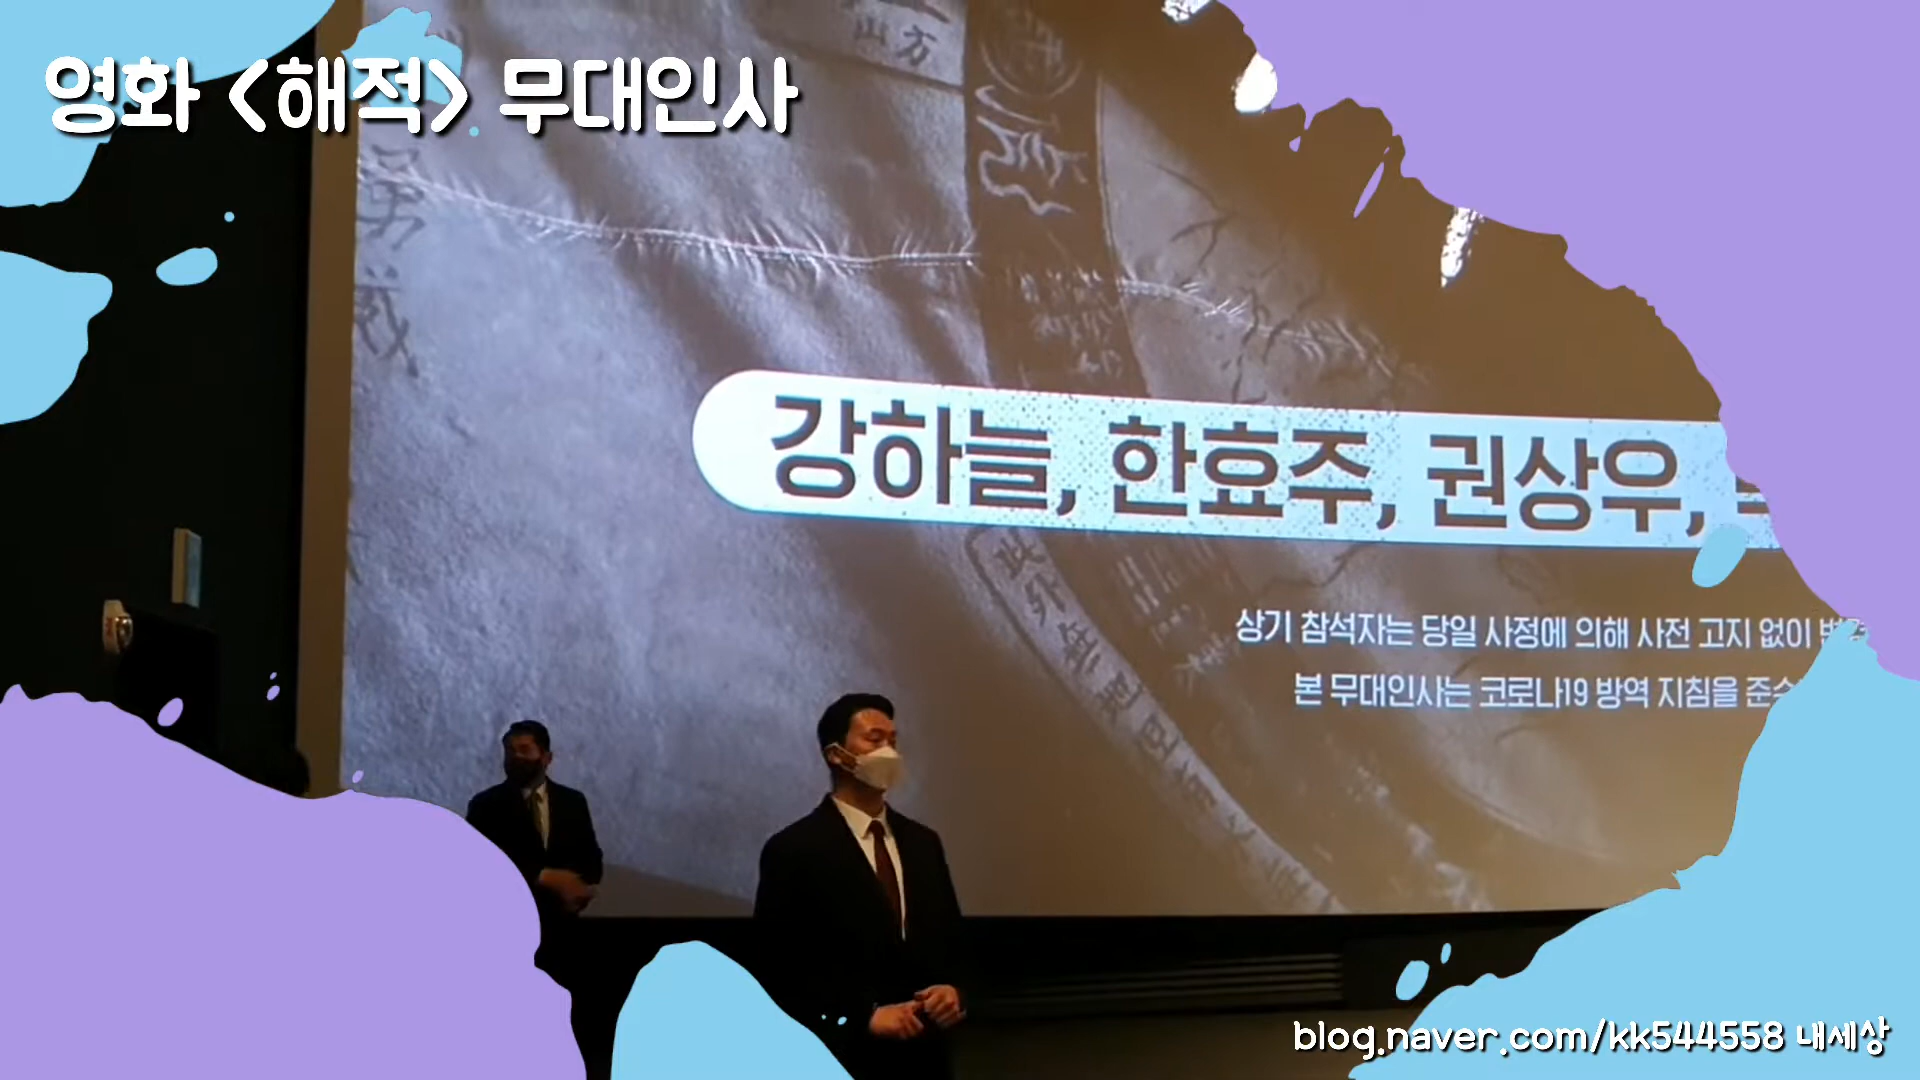 영화 <해적> 무대인사
강하늘, 한효주, 권상우,
상기 참석자는 당일 사정에 의해 사전 고지 없이
본 무대인사는 코로나19 방역 지침을
blog.naver.com/kk544558 내세상